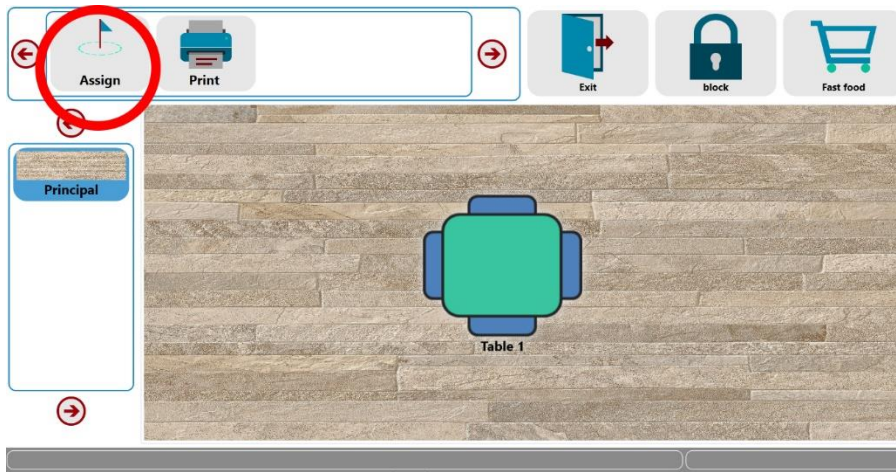 Assign
Print
Exit
block
Fast food
Principal
Table 1